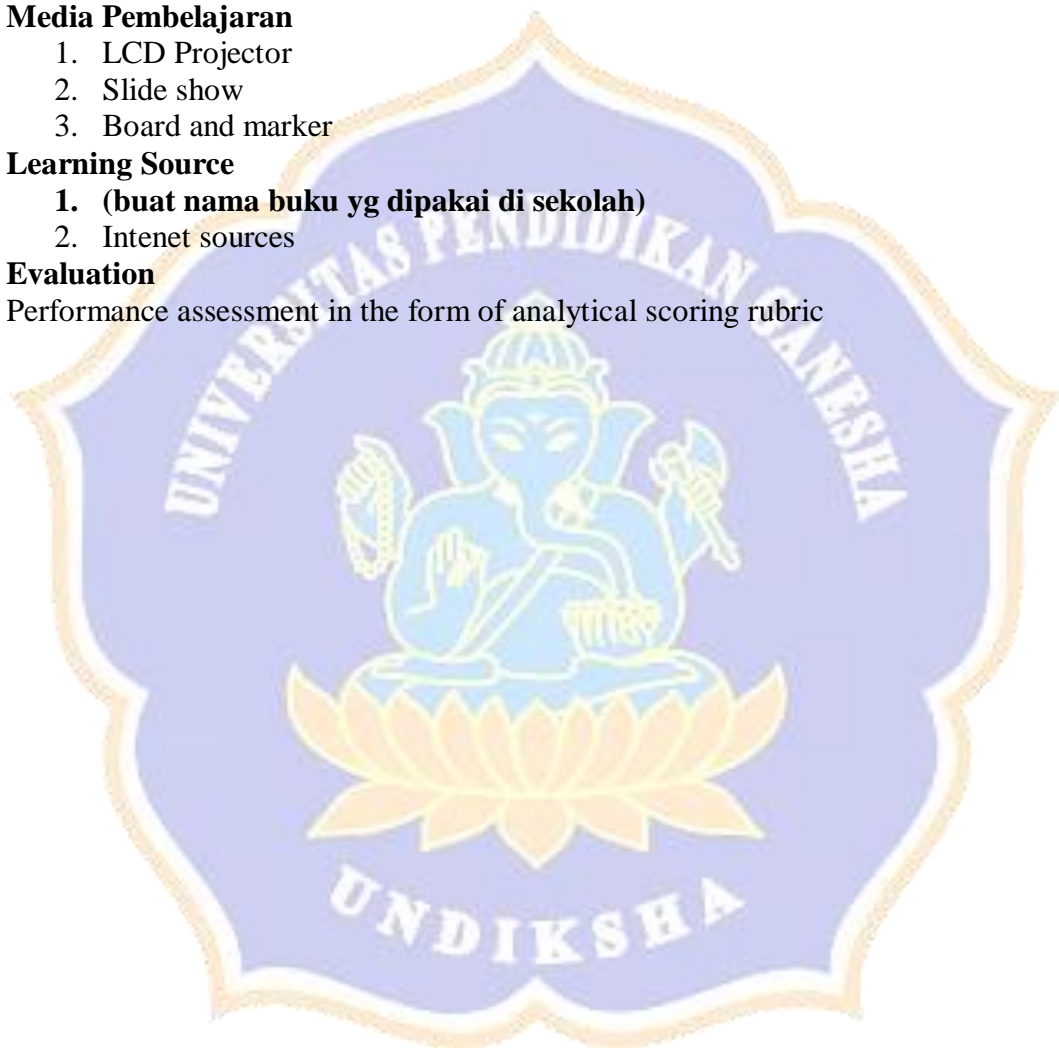 Media Pembelajaran
1. LCD Projector
2. Slide show
3. Board and marker
Learning Source
1. (buat nama buku yg dipakai di sekolah)
2. Intenet sources
Evaluation
Performance assessment in the form of analytical scoring rubric
UNIVERSITAS PENDIDIKAN GANESHA
UNDIKSHA